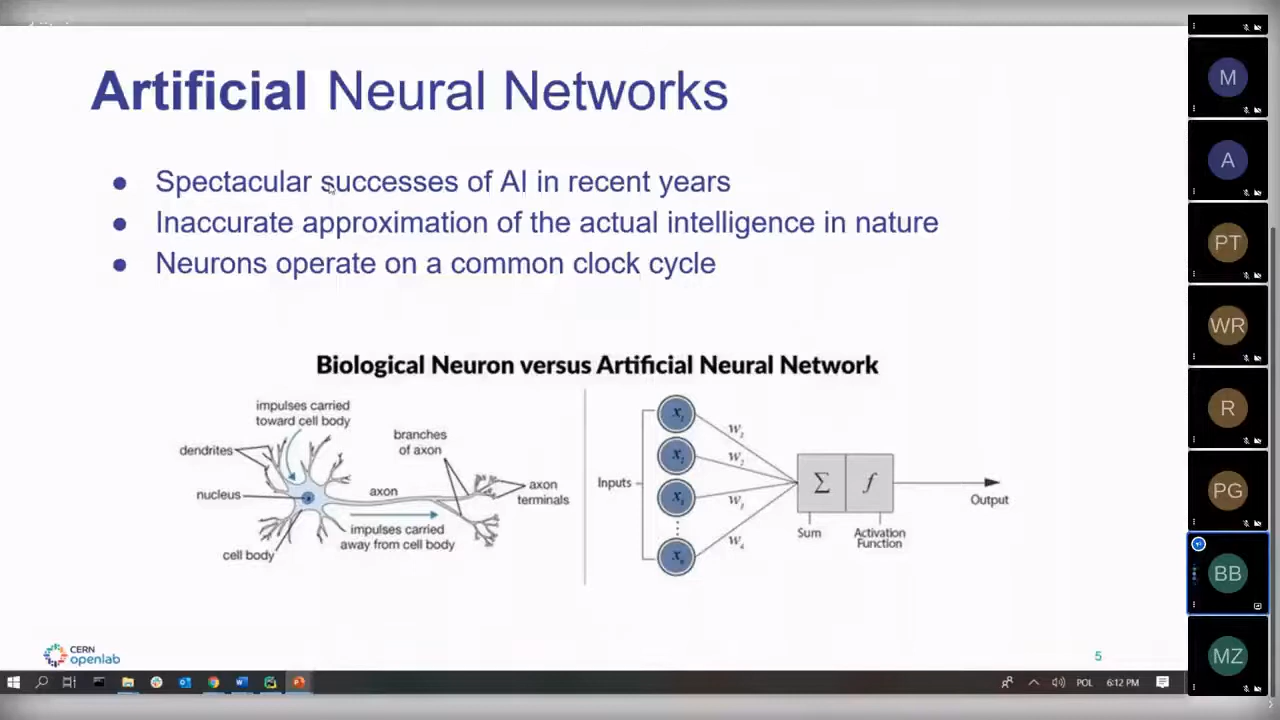 Artificial Neural Networks
● Spectacular successes of AI in recent years
● Inaccurate approximation of the actual intelligence in nature
● Neurons operate on a common clock cycle
Biological Neuron versus Artificial Neural Network
impulses carried
toward cell body
dendrites
nucleus
cell body
branches
of axon
axon
axon
terminals
impulses carried
away from cell body
Inputs
w₁
w₂
Σ
f
Sum
Activation
Function
Output
CERN
openlab
5
POL
6:12 PM
M
A
PT
WR
R
PG
BB
MZ